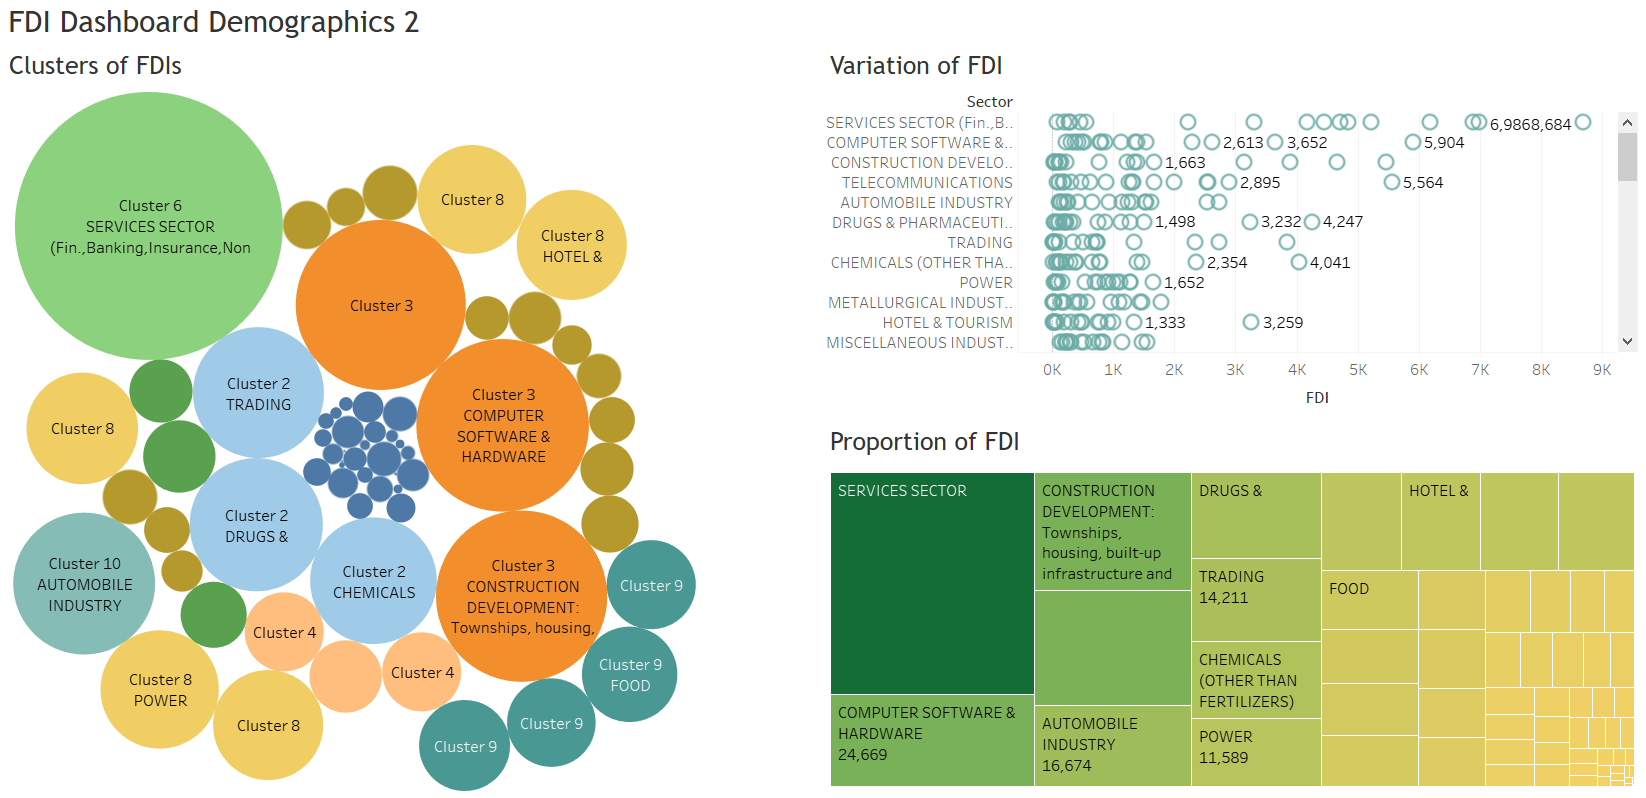 FDI Dashboard Demographics 2
Clusters of FDIs
Cluster 6
SERVICES SECTOR
(Fin.,Banking,Insurance,Non
Cluster 8
Cluster 8
HOTEL &
Cluster 3
Cluster 2
TRADING
Cluster 3
COMPUTER
SOFTWARE &
HARDWARE
Cluster 8
Cluster 2
DRUGS &
Cluster 10
AUTOMOBILE
INDUSTRY
Cluster 2
CHEMICALS
Cluster 3
CONSTRUCTION
DEVELOPMENT:
Townships, housing,
Cluster 9
Cluster 4
Cluster 4
Cluster 9
FOOD
Cluster 8
POWER
Cluster 8
Cluster 9
Cluster 9
Variation of FDI
Sector
SERVICES SECTOR (Fin.,B..
6,9868,684
COMPUTER SOFTWARE &..
2,613
3,652
5,904
CONSTRUCTION DEVELO..
1,663
TELECOMMUNICATIONS
2,895
5,564
AUTOMOBILE INDUSTRY
DRUGS & PHARMACEUTI..
1,498
3,232
4,247
TRADING
CHEMICALS (OTHER THA..
2,354
4,041
POWER
1,652
METALLURGICAL INDUST..
HOTEL & TOURISM
1,333
3,259
MISCELLANEOUS INDUST..
0K
1K
2K
3K
4K
5K
6K
7K
8K
9K
FDI
Proportion of FDI
SERVICES SECTOR
COMPUTER SOFTWARE &
HARDWARE
24,669
CONSTRUCTION
DEVELOPMENT:
Townships,
housing, built-up
infrastructure and
AUTOMOBILE
INDUSTRY
16,674
DRUGS &
TRADING
14,211
CHEMICALS
(OTHER THAN
FERTILIZERS)
POWER
11,589
HOTEL &
FOOD